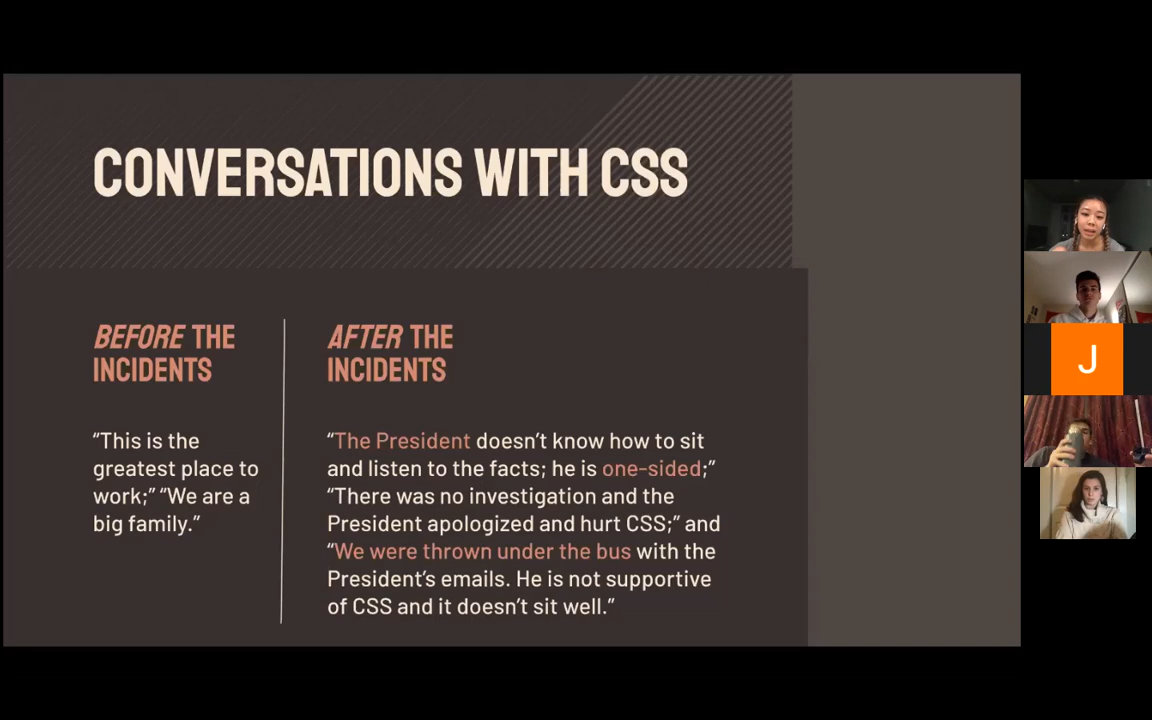 CONVERSATIONS WITH CSS
BEFORE THE
INCIDENTS
“This is the
greatest place to
work;” “We are a
big family.”
AFTER THE
INCIDENTS
“The President doesn’t know how to sit
and listen to the facts; he is one-sided;”
“There was no investigation and the
President apologized and hurt CSS;” and
“We were thrown under the bus with the
President’s emails. He is not supportive
of CSS and it doesn’t sit well.”
J